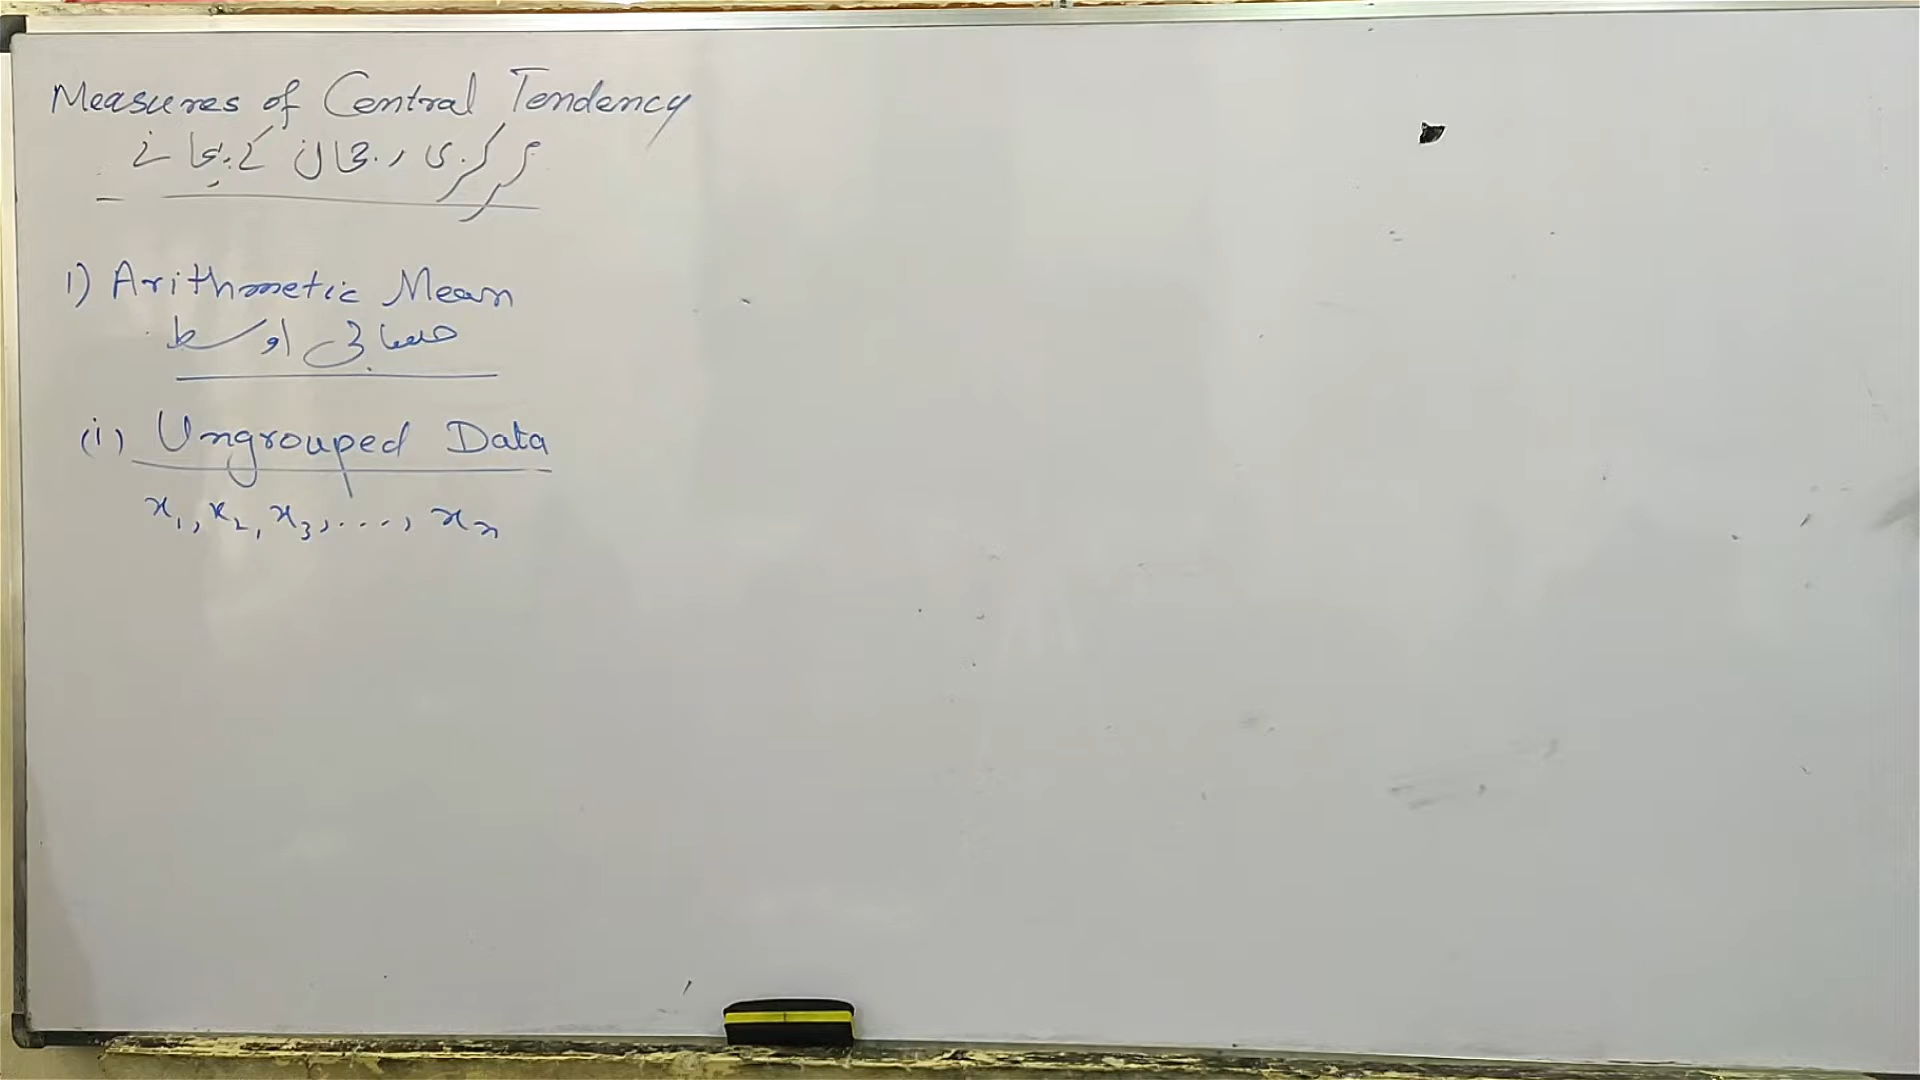 Measures of Central Tendency
مرکزی رجحان کے پیمانے
1) Arithmetic Mean
حسابی اوسط
(i) Ungrouped Data
x₁, x₂, x₃, ...., xₙ